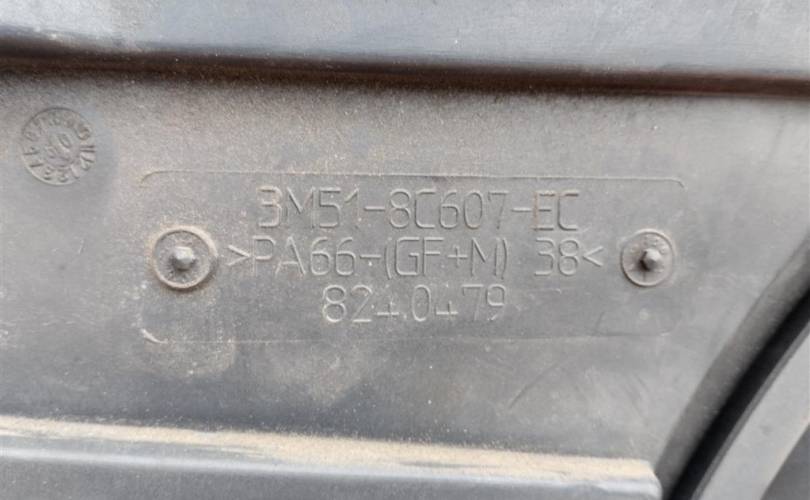 3M51-8C607-EC
>PA66-(GF+M) 38<
8240479